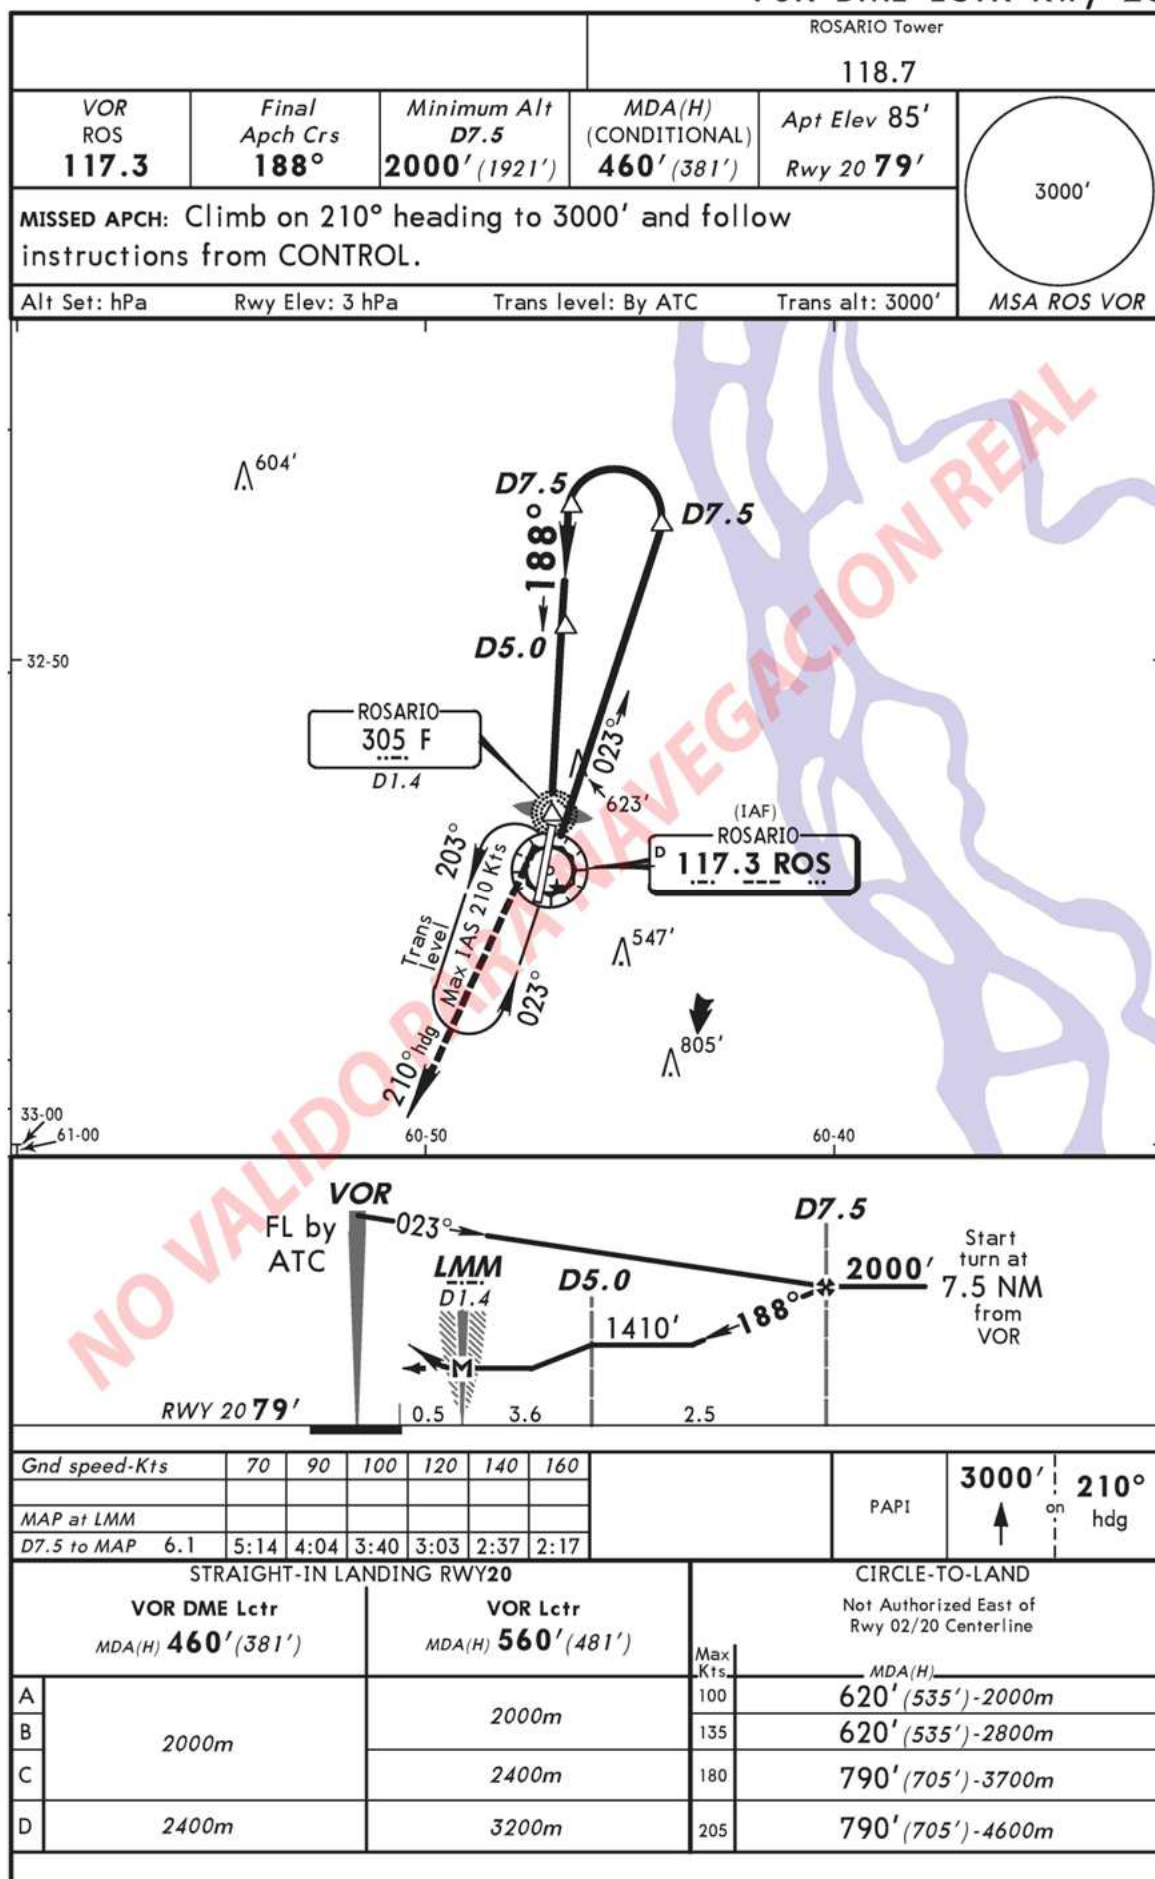 ROSARIO Tower
118.7
VOR
ROS
117.3
Final
Apch Crs
188°
Minimum Alt
D7.5
2000' (1921')
MDA(H)
(CONDITIONAL)
460' (381')
Apt Elev 85'
Rwy 20 79'
3000'
MSA ROS VOR
MISSED APCH: Climb on 210° heading to 3000' and follow
instructions from CONTROL.
Alt Set: hPa Rwy Elev: 3 hPa Trans level: By ATC Trans alt: 3000'
604'
D7.5
D7.5
188°
D5.0
32-50
ROSARIO
305 F
D1.4
023°
623'
(IAF)
ROSARIO
D 117.3 ROS
203°
Trans
level
Max IAS 210 Kts
023°
210° hdg
547'
805'
33-00
61-00
60-50
60-40
NO VALIDO PARA NAVEGACION REAL
VOR
FL by
ATC
023°
LMM
D1.4
D5.0
1410'
188°
D7.5
2000'
Start
turn at
7.5 NM
from
VOR
M
RWY 20 79'
0.5 3.6 2.5
Gnd speed-Kts 70 90 100 120 140 160
MAP at LMM
D7.5 to MAP 6.1 5:14 4:04 3:40 3:03 2:37 2:17
PAPI
3000'
on
210°
hdg
STRAIGHT-IN LANDING RWY20
VOR DME Lctr
MDA(H) 460' (381')
VOR Lctr
MDA(H) 560' (481')
CIRCLE-TO-LAND
Not Authorized East of
Rwy 02/20 Centerline
Max
Kts
MDA(H)
A
B
C
D
2000m
2400m
2000m
2400m
3200m
100 620' (535')-2000m
135 620' (535')-2800m
180 790' (705')-3700m
205 790' (705')-4600m